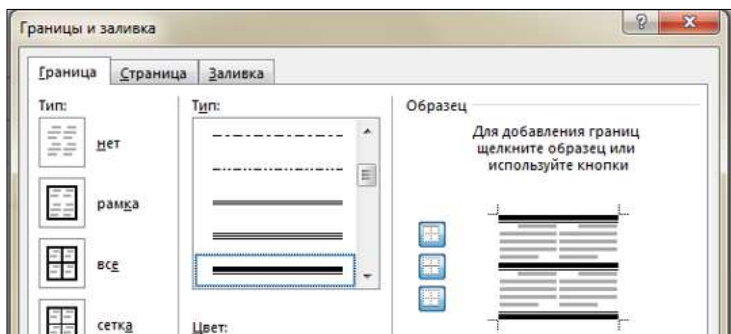 Границы и заливка
Граница Страница Заливка
Тип:
нет
рамка
все
сетка
Тип:
Цвет:
Образец
Для добавления границ
щелкните образец или
используйте кнопки